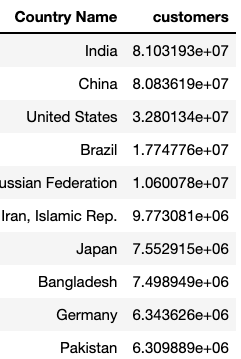 Country Name customers
India 8.103193e+07
China 8.083619e+07
United States 3.280134e+07
Brazil 1.774776e+07
ussian Federation 1.060078e+07
Iran, Islamic Rep. 9.773081e+06
Japan 7.552915e+06
Bangladesh 7.498949e+06
Germany 6.343626e+06
Pakistan 6.309889e+06